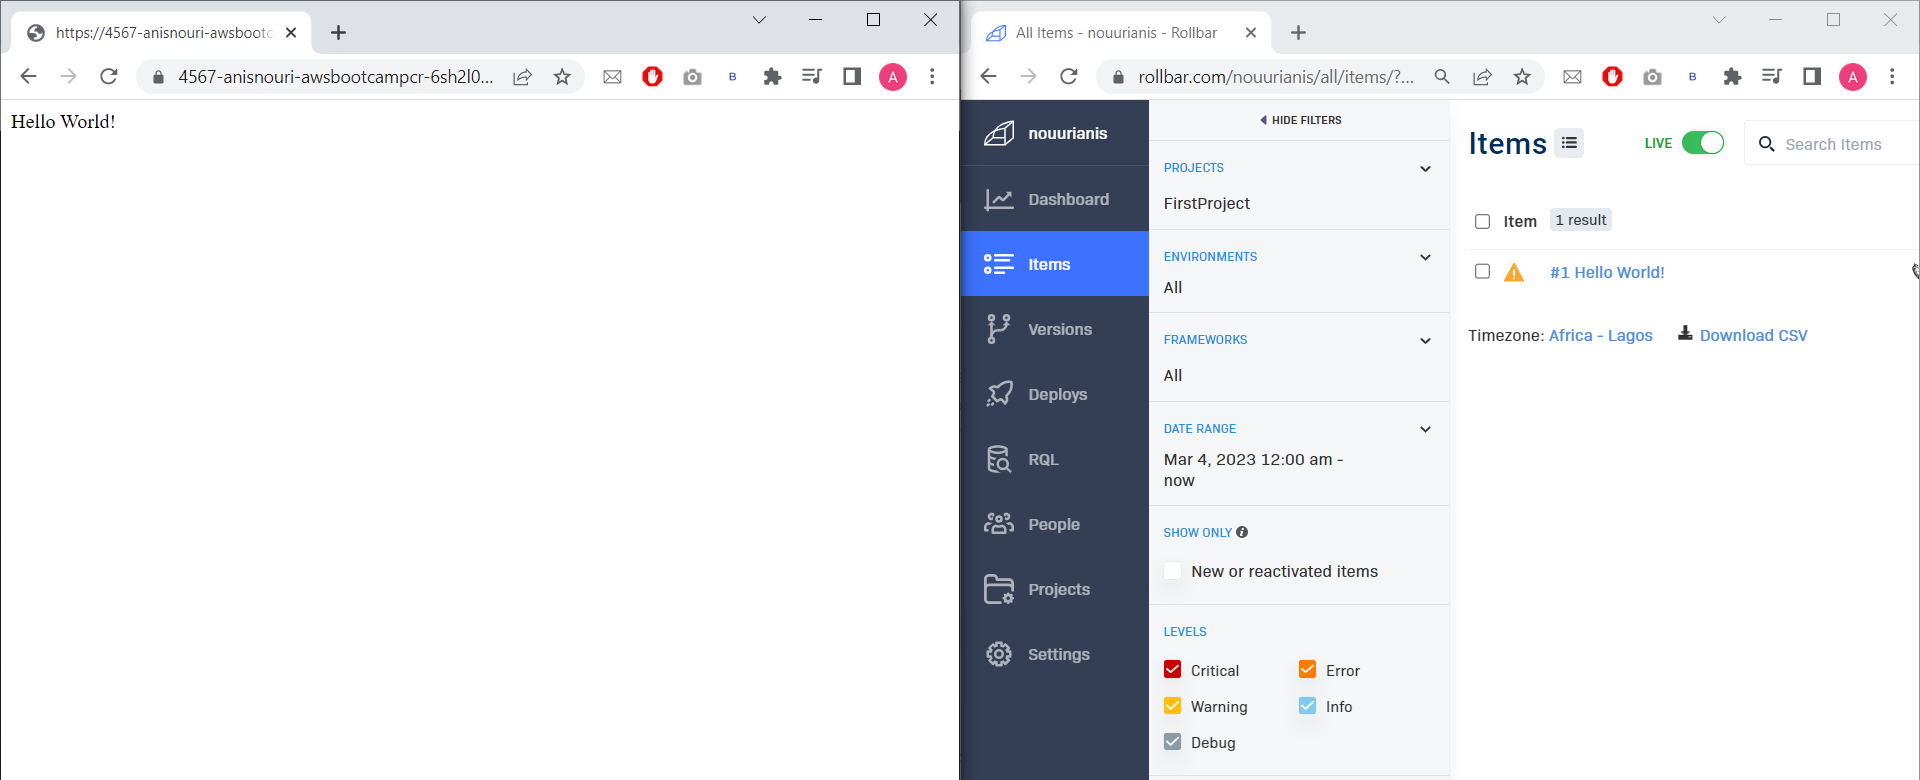 https://4567-anisnouri-awsbootc
4567-anisnouri-awsbootcampcr-6sh2l0...
B
A
Hello World!
All Items - nouurianis - Rollbar
rollbar.com/nouurianis/all/items/?...
B
A
nouurianis
Dashboard
Items
Versions
Deploys
RQL
People
Projects
Settings
HIDE FILTERS
PROJECTS
FirstProject
ENVIRONMENTS
All
FRAMEWORKS
All
DATE RANGE
Mar 4, 2023 12:00 am -
now
SHOW ONLY
New or reactivated items
LEVELS
Critical Error
Warning Info
Debug
Items LIVE Search Items
Item 1 result
#1 Hello World!
Timezone: Africa - Lagos Download CSV